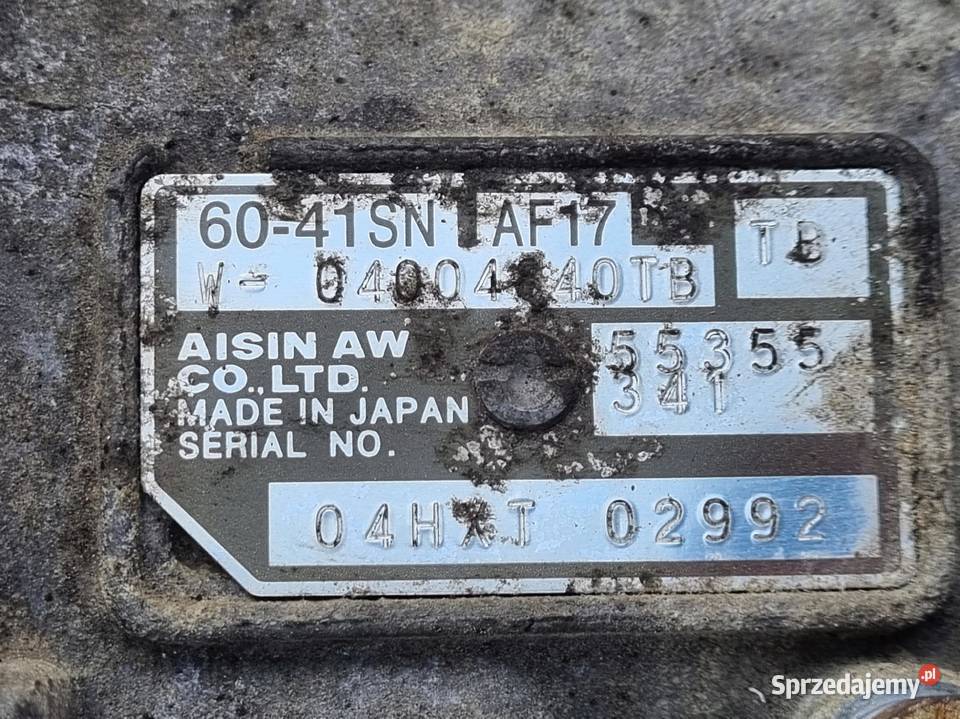 60-41SN AF17
TB
AISIN AW
CO.,LTD.
55355
341
MADE IN JAPAN
SERIAL NO.
02992
Sprzedajemy.pl